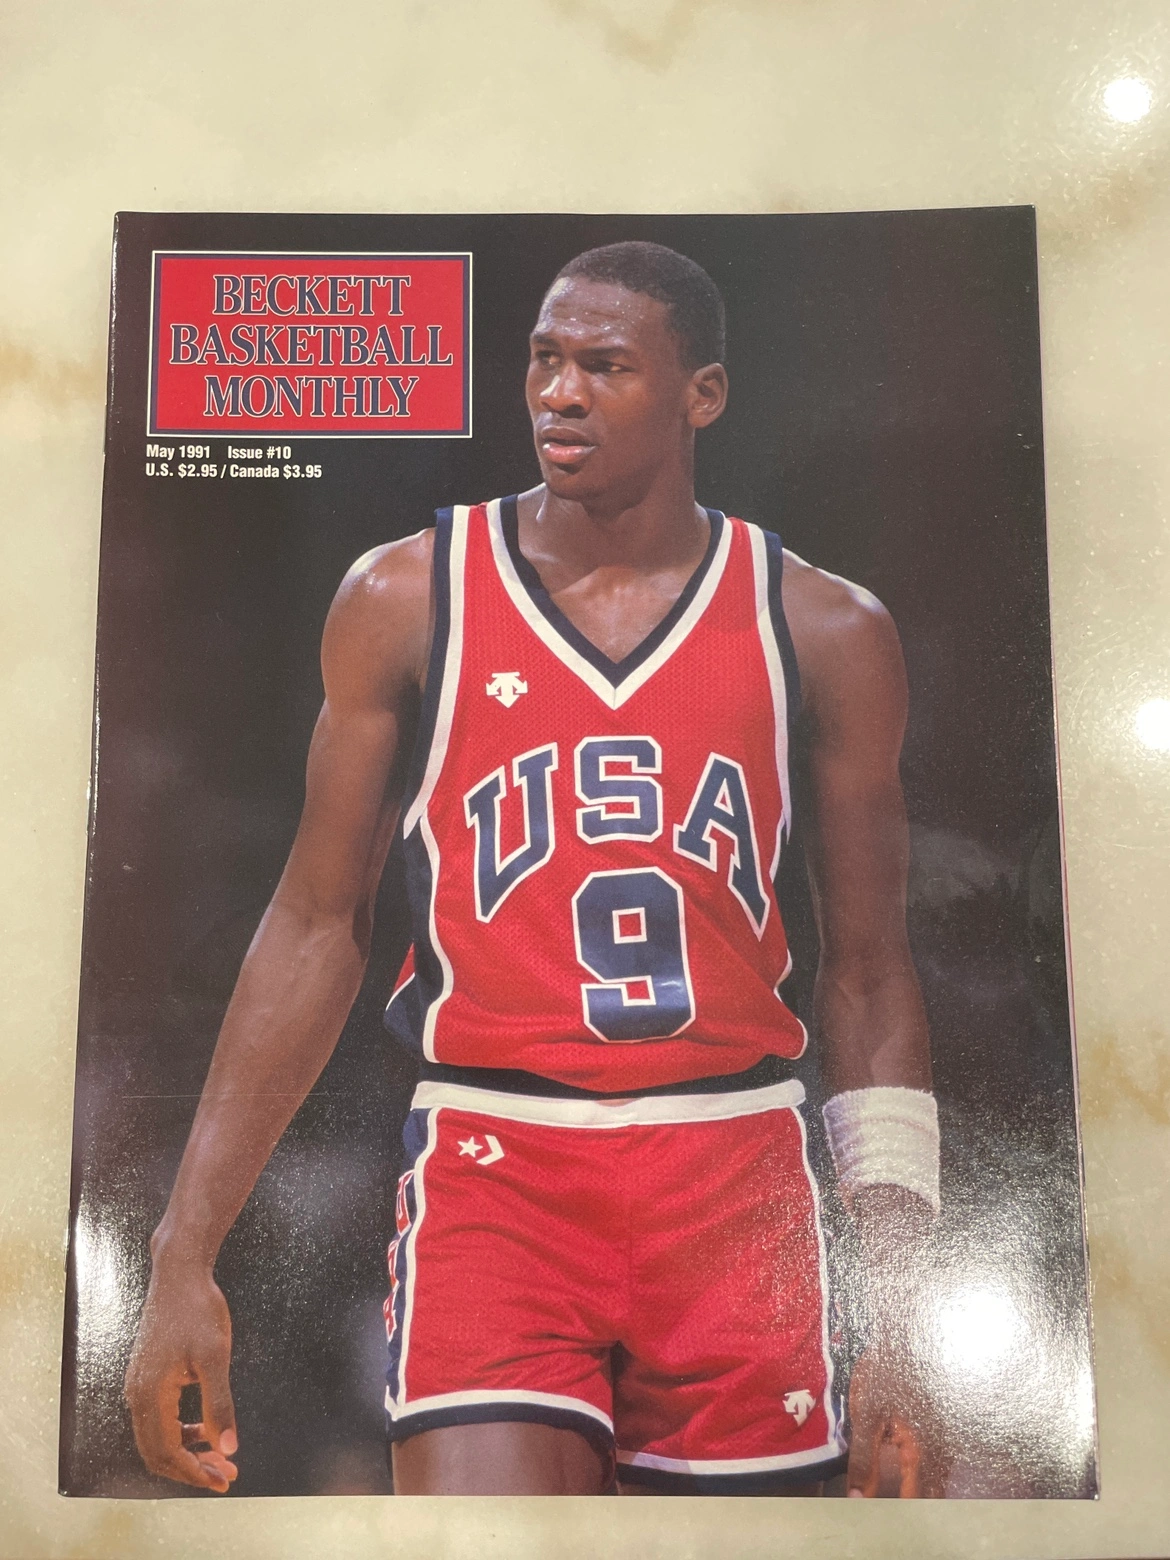 BECKETT
BASKETBALL
MONTHLY
May 1991 Issue #10
U.S. $2.95 / Canada $3.95
USA
9